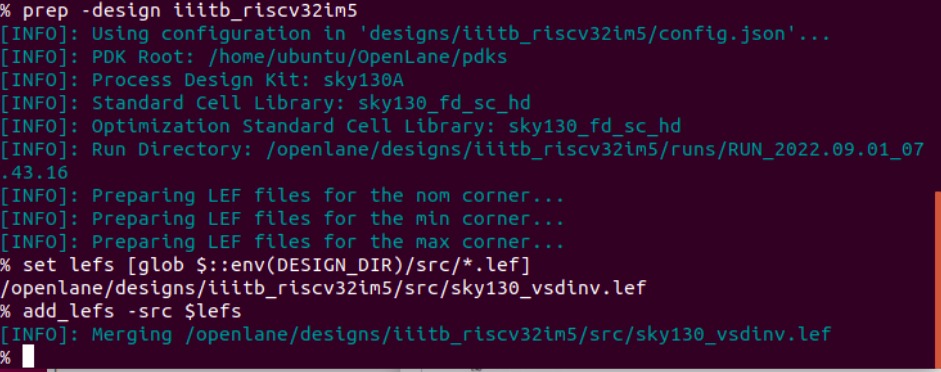 % prep -design iiitb_riscv32im5
[INFO]: Using configuration in 'designs/iiitb_riscv32im5/config.json'...
[INFO]: PDK Root: /home/ubuntu/OpenLane/pdks
[INFO]: Process Design Kit: sky130A
[INFO]: Standard Cell Library: sky130_fd_sc_hd
[INFO]: Optimization Standard Cell Library: sky130_fd_sc_hd
[INFO]: Run Directory: /openlane/designs/iiitb_riscv32im5/runs/RUN_2022.09.01_07
.43.16
[INFO]: Preparing LEF files for the nom corner...
[INFO]: Preparing LEF files for the min corner...
[INFO]: Preparing LEF files for the max corner...
% set lefs [glob $::env(DESIGN_DIR)/src/*.lef]
/openlane/designs/iiitb_riscv32im5/src/sky130_vsdinv.lef
% add_lefs -src $lefs
[INFO]: Merging /openlane/designs/iiitb_riscv32im5/src/sky130_vsdinv.lef
%